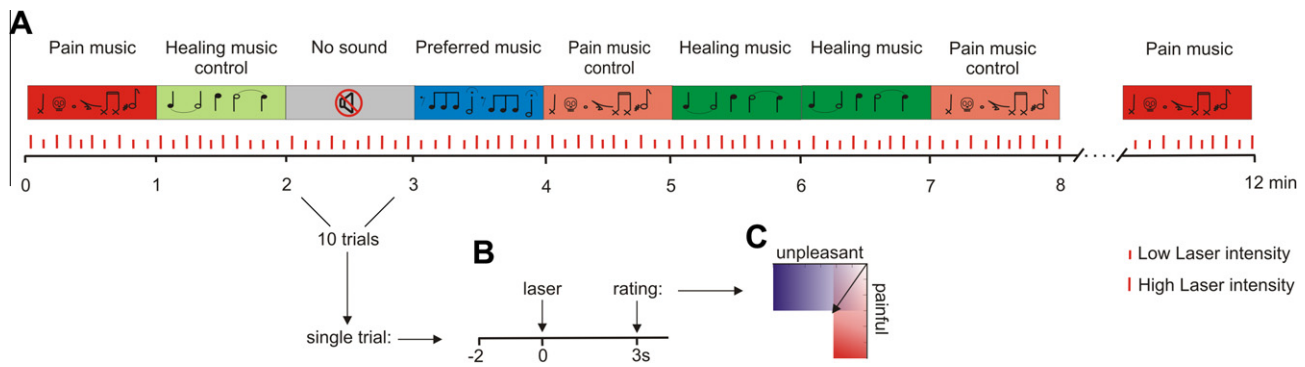 A
Pain music
Healing music
control
No sound
Preferred music
Pain music
control
Healing music
Healing music
Pain music
control
Pain music
0
1
2
3
4
5
6
7
8
12 min
10 trials
single trial:
B
laser
rating:
-2
0
3s
C
unpleasant
painful
Low Laser intensity
High Laser intensity